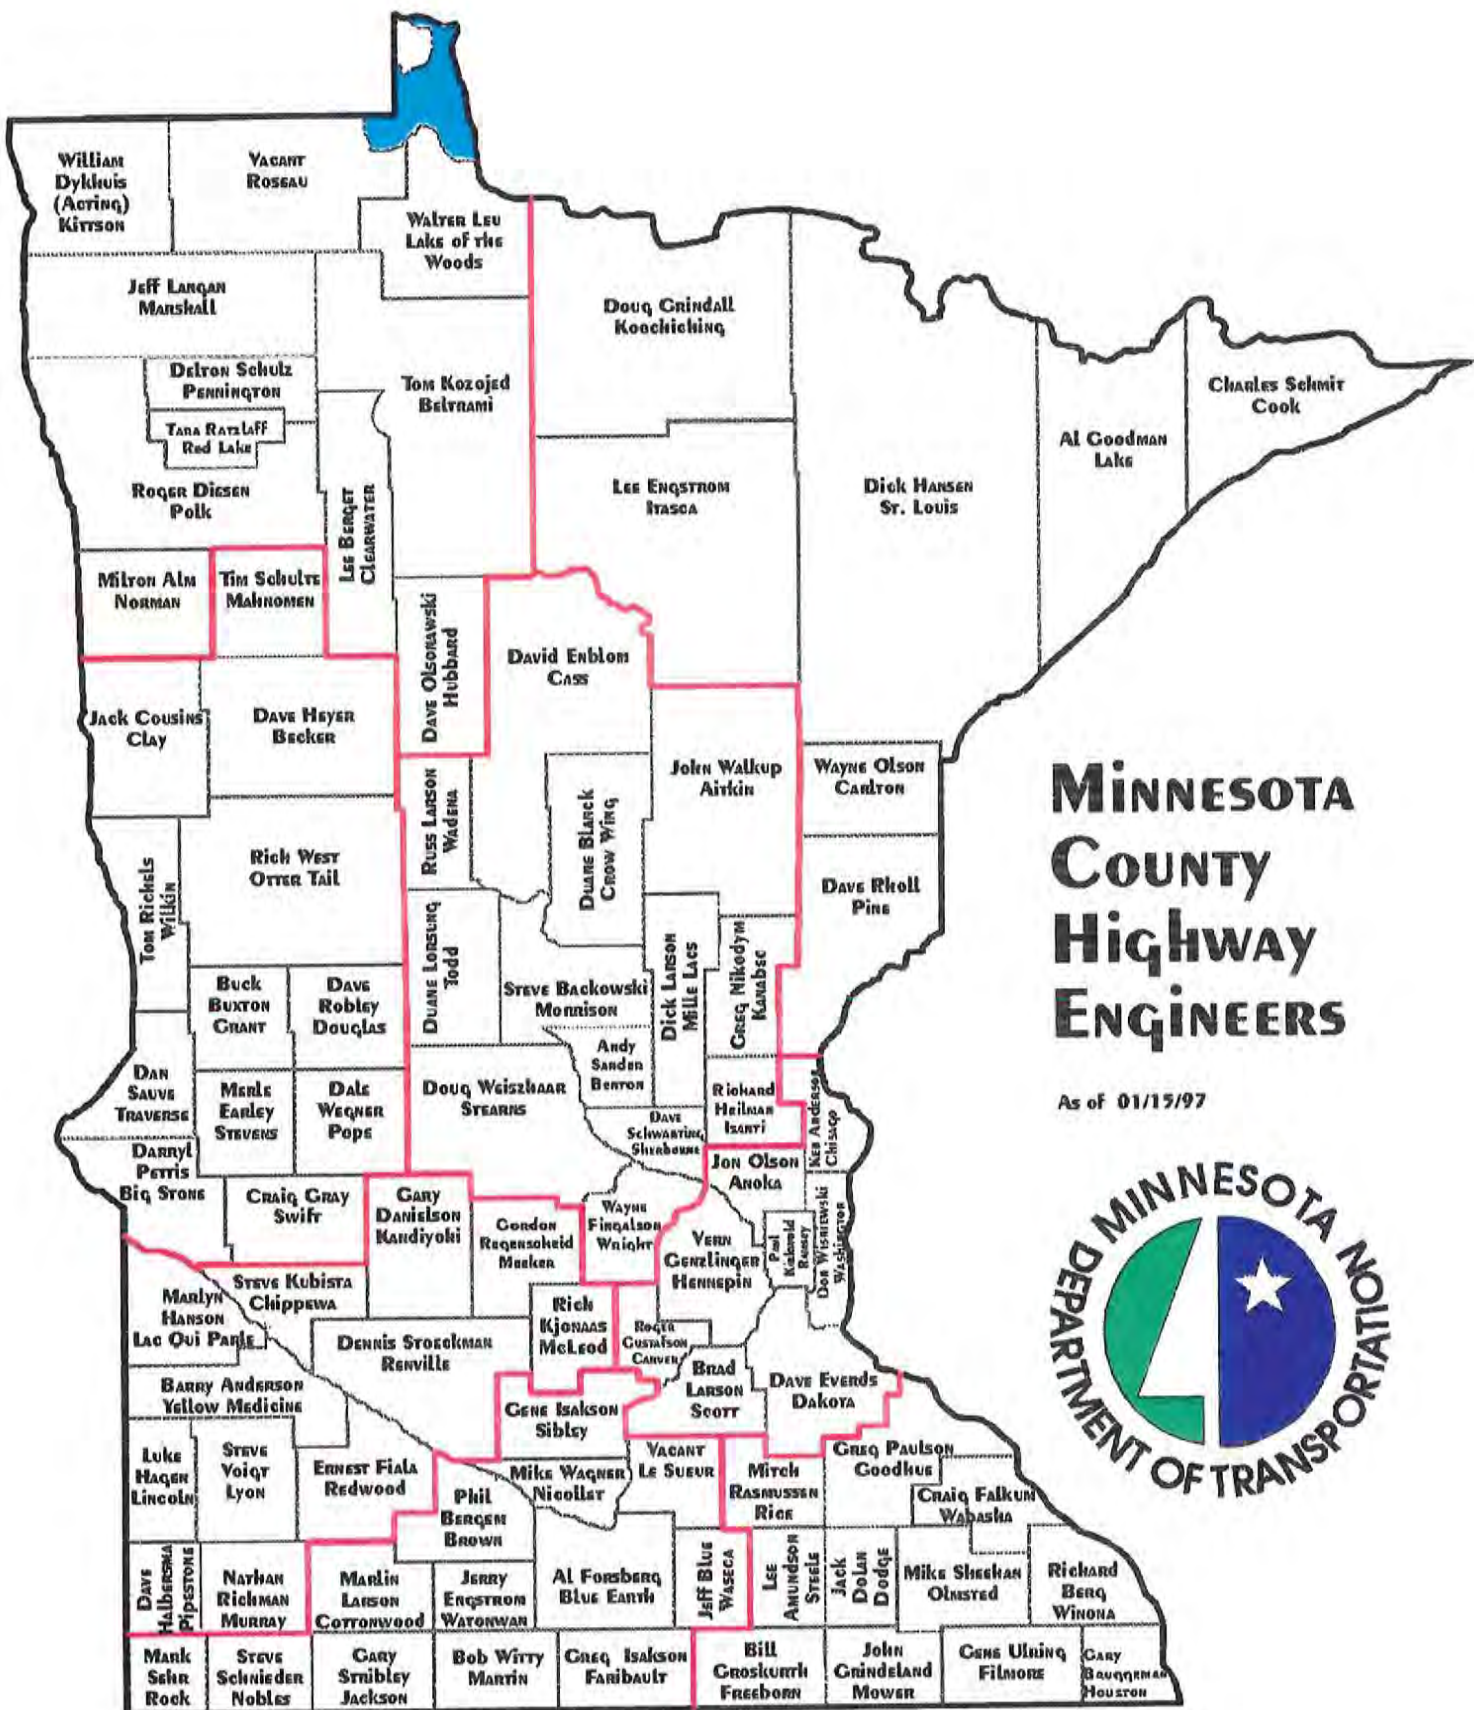 William
Dykhuis
(Acting)
Kittson
Vacant
Roseau
Walter Leu
Lake of the
Woods
Jeff Langan
Marshall
Doug Grindall
Koochiching
Delton Schulz
Pennington
Tom Kozojed
Beltrami
Charles Schmit
Cook
Tara Ratzlaff
Red Lake
Al Goodman
Lake
Roger Diesen
Polk
Lee Berget
Clearwater
Lee Engstrom
Itasca
Dick Hansen
St. Louis
Milton Alm
Norman
Tim Schulte
Mahnomen
Dave Olsonawski
Hubbard
David Enblom
Cass
Jack Cousins
Clay
Dave Heyer
Becker
Russ Larson
Wadena
Duane Blanck
Crow Wing
John Walkup
Aitkin
Wayne Olson
Carlton
Minnesota
County
Highway
Engineers
As of 01/15/97
Tom Richels
Wilkin
Rich West
Otter Tail
Dave Rholl
Pine
Duane Lorsung
Todd
Steve Backowski
Morrison
Dick Larson
Mille Lacs
Greg Nikodym
Kanabec
Buck
Buxton
Grant
Dave
Robley
Douglas
Dan
Sauve
Traverse
Merle
Earley
Stevens
Dale
Wegner
Pope
Doug Weiszhaar
Stearns
Andy
Sander
Benton
Dave
Schwarting
Sherburne
Richard
Heilman
Isanti
Ken Anderson
Chisago
Darryl
Pettis
Big Stone
Craig Gray
Swift
Gary
Danielson
Kandiyohi
Gordon
Regenscheid
Meeker
Wayne
Fingalson
Wright
Jon Olson
Anoka
Vern
Genzlinger
Hennepin
Paul
Kirkwold
Ramsey
Don Wisniewski
Washington
Minnesota
Department of Transportation
Marlyn
Hanson
Lac Qui Parle
Steve Kubista
Chippewa
Dennis Stoeckman
Renville
Rich
Kjonaas
McLeod
Roger
Gustafson
Carver
Brad
Larson
Scott
Dave Everds
Dakota
Barry Anderson
Yellow Medicine
Gene Isakson
Sibley
Luke
Hagen
Lincoln
Steve
Voigt
Lyon
Ernest Fiala
Redwood
Phil
Bergem
Brown
Mike Wagner
Nicollet
Vacant
Le Sueur
Mitch
Rasmussen
Rice
Greg Paulson
Goodhue
Craig Falkum
Wabasha
Dave
Halbersma
Pipestone
Nathan
Richman
Murray
Marlin
Larson
Cottonwood
Jerry
Engstrom
Watonwan
Al Forsberg
Blue Earth
Jeff Blue
Waseca
Lee
Amundson
Steele
Jack
Dolan
Dodge
Mike Sheehan
Olmsted
Richard
Berg
Winona
Mark
Sehr
Rock
Steve
Schnieder
Nobles
Gary
Stribley
Jackson
Bob Witty
Martin
Greg Isakson
Faribault
Bill
Groskurth
Freeborn
John
Grindeland
Mower
Gene Ulring
Filmore
Gary
Bruggeman
Houston